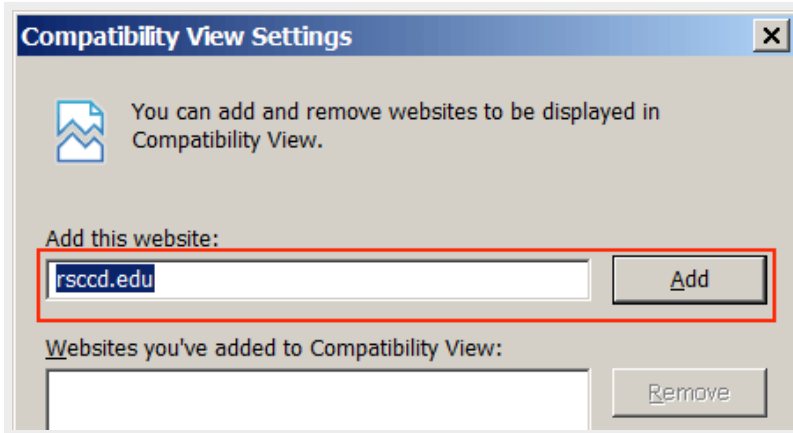 Compatibility View Settings
You can add and remove websites to be displayed in
Compatibility View.
Add this website:
rsccd.edu
Add
Websites you've added to Compatibility View:
Remove